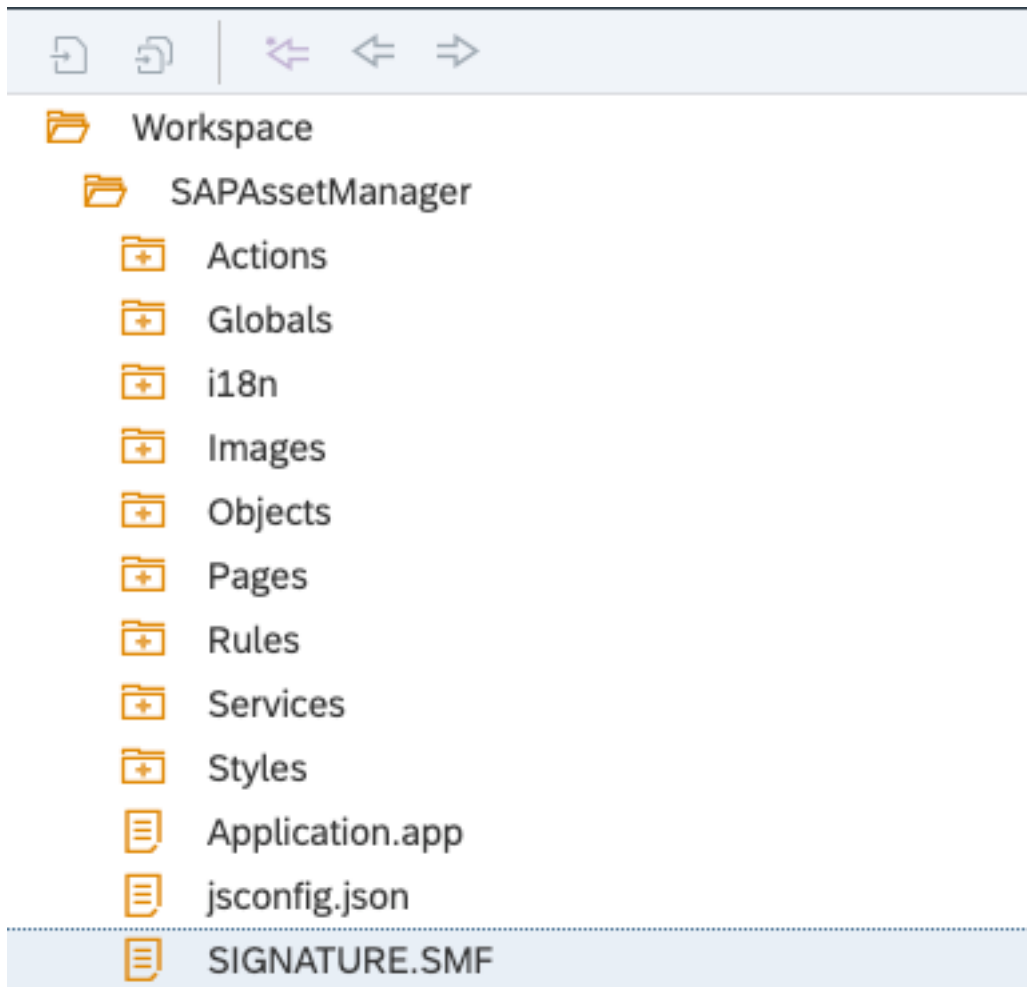 Workspace
SAPAssetManager
Actions
Globals
i18n
Images
Objects
Pages
Rules
Services
Styles
Application.app
jsconfig.json
SIGNATURE.SMF